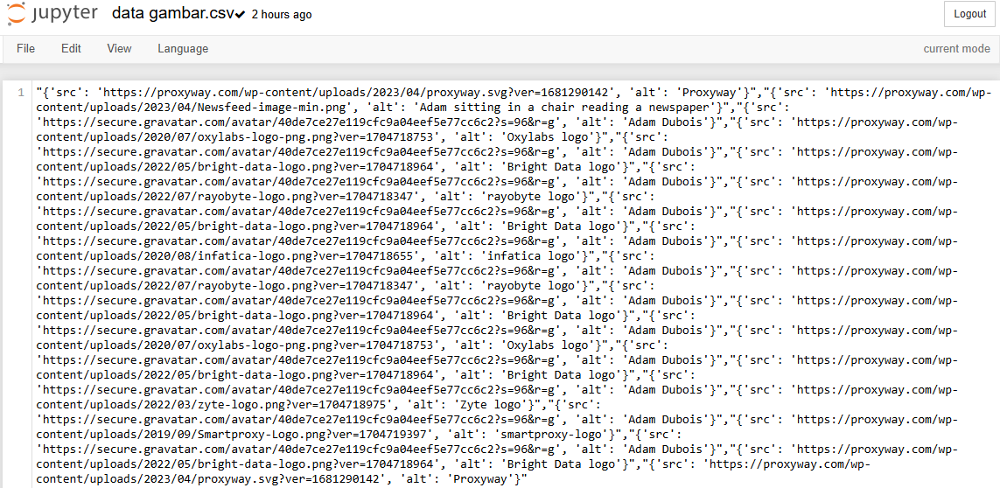 jupyter data gambar.csv✔ 2 hours ago Logout
File Edit View Language current mode
1 "{'src': 'https://proxyway.com/wp-content/uploads/2023/04/proxyway.svg?ver=1681290142', 'alt': 'Proxyway'}","{'src': 'https://proxyway.com/wp-
content/uploads/2023/04/Newsfeed-image-min.png', 'alt': 'Adam sitting in a chair reading a newspaper'}","{'src':
'https://secure.gravatar.com/avatar/40de7ce27e119cfc9a04eef5e77cc6c2?s=96&r=g', 'alt': 'Adam Dubois'}","{'src': 'https://proxyway.com/wp-
content/uploads/2020/07/oxylabs-logo-png.png?ver=1704718753', 'alt': 'Oxylabs logo'}","{'src':
'https://secure.gravatar.com/avatar/40de7ce27e119cfc9a04eef5e77cc6c2?s=96&r=g', 'alt': 'Adam Dubois'}","{'src': 'https://proxyway.com/wp-
content/uploads/2022/05/bright-data-logo.png?ver=1704718964', 'alt': 'Bright Data logo'}","{'src':
'https://secure.gravatar.com/avatar/40de7ce27e119cfc9a04eef5e77cc6c2?s=96&r=g', 'alt': 'Adam Dubois'}","{'src': 'https://proxyway.com/wp-
content/uploads/2022/07/rayobyte-logo.png?ver=1704718347', 'alt': 'rayobyte logo'}","{'src':
'https://secure.gravatar.com/avatar/40de7ce27e119cfc9a04eef5e77cc6c2?s=96&r=g', 'alt': 'Adam Dubois'}","{'src': 'https://proxyway.com/wp-
content/uploads/2022/05/bright-data-logo.png?ver=1704718964', 'alt': 'Bright Data logo'}","{'src':
'https://secure.gravatar.com/avatar/40de7ce27e119cfc9a04eef5e77cc6c2?s=96&r=g', 'alt': 'Adam Dubois'}","{'src': 'https://proxyway.com/wp-
content/uploads/2020/08/infatica-logo.png?ver=1704718655', 'alt': 'infatica logo'}","{'src':
'https://secure.gravatar.com/avatar/40de7ce27e119cfc9a04eef5e77cc6c2?s=96&r=g', 'alt': 'Adam Dubois'}","{'src': 'https://proxyway.com/wp-
content/uploads/2022/07/rayobyte-logo.png?ver=1704718347', 'alt': 'rayobyte logo'}","{'src':
'https://secure.gravatar.com/avatar/40de7ce27e119cfc9a04eef5e77cc6c2?s=96&r=g', 'alt': 'Adam Dubois'}","{'src': 'https://proxyway.com/wp-
content/uploads/2022/05/bright-data-logo.png?ver=1704718964', 'alt': 'Bright Data logo'}","{'src':
'https://secure.gravatar.com/avatar/40de7ce27e119cfc9a04eef5e77cc6c2?s=96&r=g', 'alt': 'Adam Dubois'}","{'src': 'https://proxyway.com/wp-
content/uploads/2020/07/oxylabs-logo-png.png?ver=1704718753', 'alt': 'Oxylabs logo'}","{'src':
'https://secure.gravatar.com/avatar/40de7ce27e119cfc9a04eef5e77cc6c2?s=96&r=g', 'alt': 'Adam Dubois'}","{'src': 'https://proxyway.com/wp-
content/uploads/2022/05/bright-data-logo.png?ver=1704718964', 'alt': 'Bright Data logo'}","{'src':
'https://secure.gravatar.com/avatar/40de7ce27e119cfc9a04eef5e77cc6c2?s=96&r=g', 'alt': 'Adam Dubois'}","{'src': 'https://proxyway.com/wp-
content/uploads/2022/03/zyte-logo.png?ver=1704718975', 'alt': 'Zyte logo'}","{'src':
'https://secure.gravatar.com/avatar/40de7ce27e119cfc9a04eef5e77cc6c2?s=96&r=g', 'alt': 'Adam Dubois'}","{'src': 'https://proxyway.com/wp-
content/uploads/2019/09/Smartproxy-Logo.png?ver=1704719397', 'alt': 'smartproxy-logo'}","{'src':
'https://secure.gravatar.com/avatar/40de7ce27e119cfc9a04eef5e77cc6c2?s=96&r=g', 'alt': 'Adam Dubois'}","{'src': 'https://proxyway.com/wp-
content/uploads/2022/05/bright-data-logo.png?ver=1704718964', 'alt': 'Bright Data logo'}","{'src': 'https://proxyway.com/wp-
content/uploads/2023/04/proxyway.svg?ver=1681290142', 'alt': 'Proxyway'}"